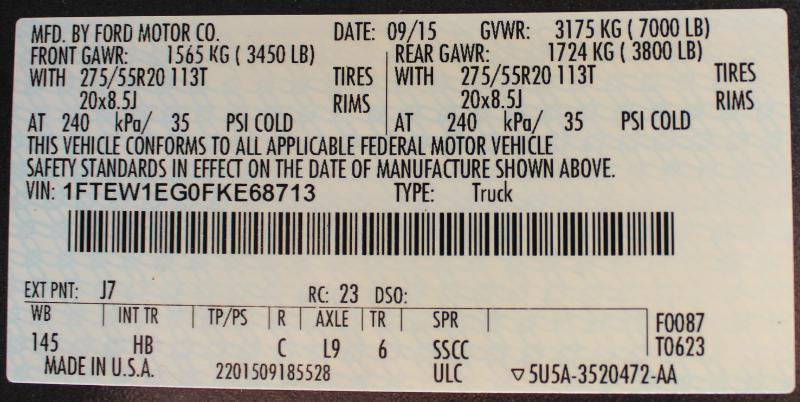 MFD. BY FORD MOTOR CO. DATE: 09/15 GVWR: 3175 KG ( 7000 LB)
FRONT GAWR: 1565 KG ( 3450 LB) REAR GAWR: 1724 KG ( 3800 LB)
WITH 275/55R20 113T TIRES WITH 275/55R20 113T TIRES
20x8.5J RIMS 20x8.5J RIMS
AT 240 kPa/ 35 PSI COLD AT 240 kPa/ 35 PSI COLD
THIS VEHICLE CONFORMS TO ALL APPLICABLE FEDERAL MOTOR VEHICLE
SAFETY STANDARDS IN EFFECT ON THE DATE OF MANUFACTURE SHOWN ABOVE.
VIN: 1FTEW1EG0FKE68713 TYPE: Truck
EXT PNT: J7 RC: 23 DSO:
WB INT TR TP/PS R AXLE TR SPR F0087
145 HB C L9 6 SSCC T0623
MADE IN U.S.A. 2201509185528 ULC ▽5U5A-3520472-AA